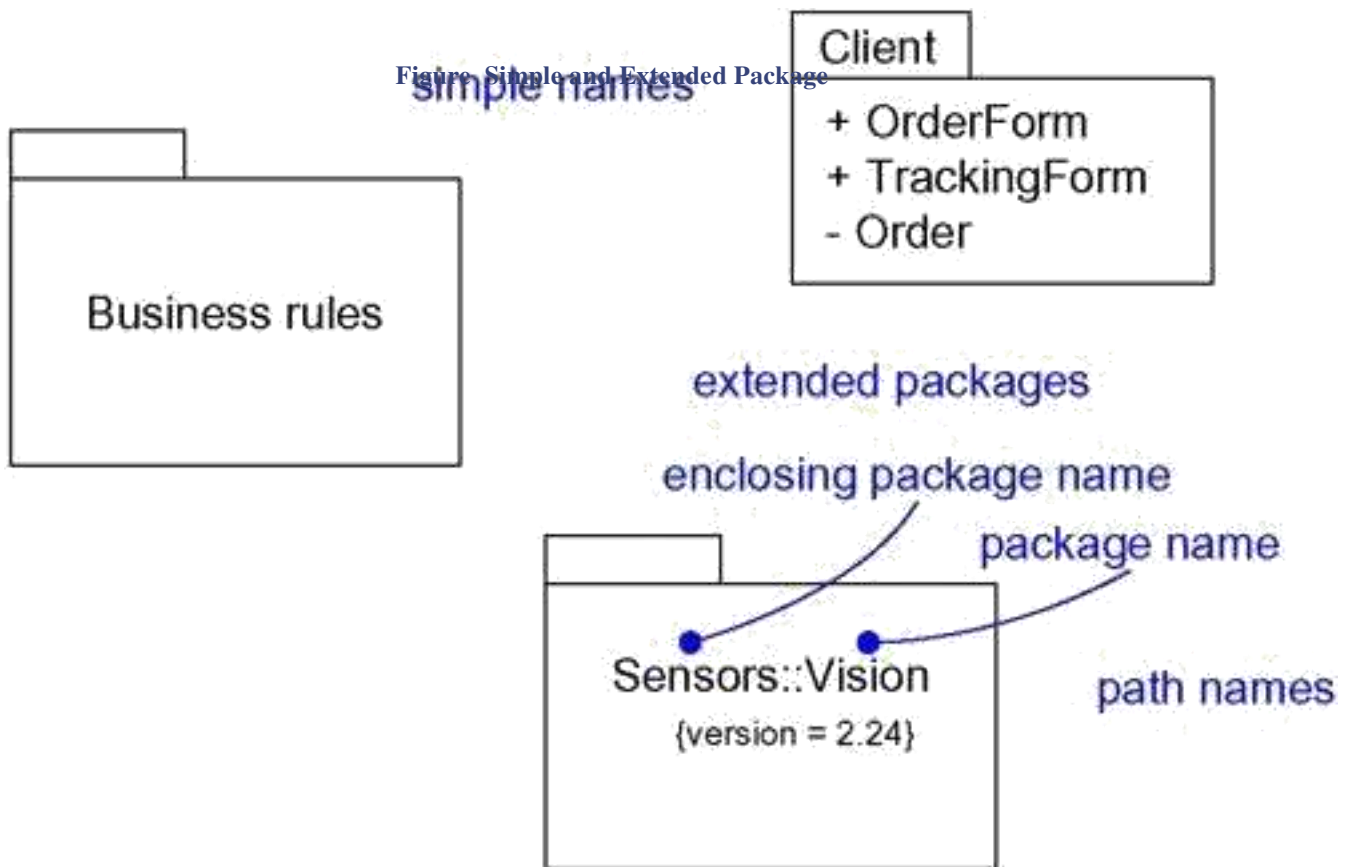 Client
Figure Simple and Extended Package
simple names
+ OrderForm
+ TrackingForm
- Order
Business rules
extended packages
enclosing package name
package name
Sensors::Vision
path names
{version = 2.24}